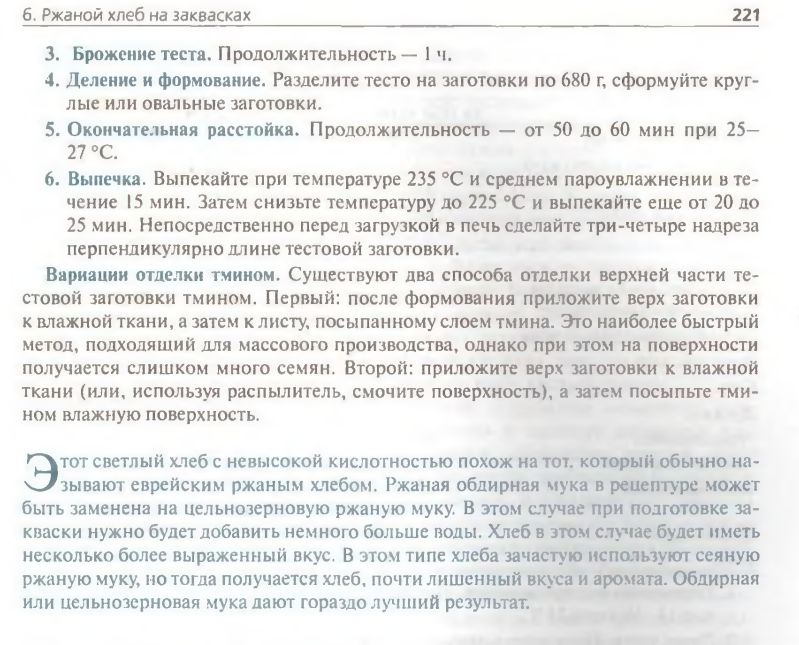 6. Ржаной хлеб на заквасках 221
3. Брожение теста. Продолжительность — 1 ч.
4. Деление и формование. Разделите тесто на заготовки по 680 г, сформуйте круг-
лые или овальные заготовки.
5. Окончательная расстойка. Продолжительность — от 50 до 60 мин при 25—
27 °С.
6. Выпечка. Выпекайте при температуре 235 °С и среднем пароувлажнении в те-
чение 15 мин. Затем снизьте температуру до 225 °С и выпекайте еще от 20 до
25 мин. Непосредственно перед загрузкой в печь сделайте три-четыре надреза
перпендикулярно длине тестовой заготовки.
Вариации отделки тмином. Существуют два способа отделки верхней части те-
стовой заготовки тмином. Первый: после формования приложите верх заготовки
к влажной ткани, а затем к листу, посыпанному слоем тмина. Это наиболее быстрый
метод, подходящий для массового производства, однако при этом на поверхности
получается слишком много семян. Второй: приложите верх заготовки к влажной
ткани (или, используя распылитель, смочите поверхность), а затем посыпьте тми-
ном влажную поверхность.
Этот светлый хлеб с невысокой кислотностью похож на тот, который обычно на-
зывают еврейским ржаным хлебом. Ржаная обдирная мука в рецептуре может
быть заменена на цельнозерновую ржаную муку. В этом случае при подготовке за-
кваски нужно будет добавить немного больше воды. Хлеб в этом случае будет иметь
несколько более выраженный вкус. В этом типе хлеба зачастую используют сеяную
ржаную муку, но тогда получается хлеб, почти лишенный вкуса и аромата. Обдирная
или цельнозерновая мука дают гораздо лучший результат.